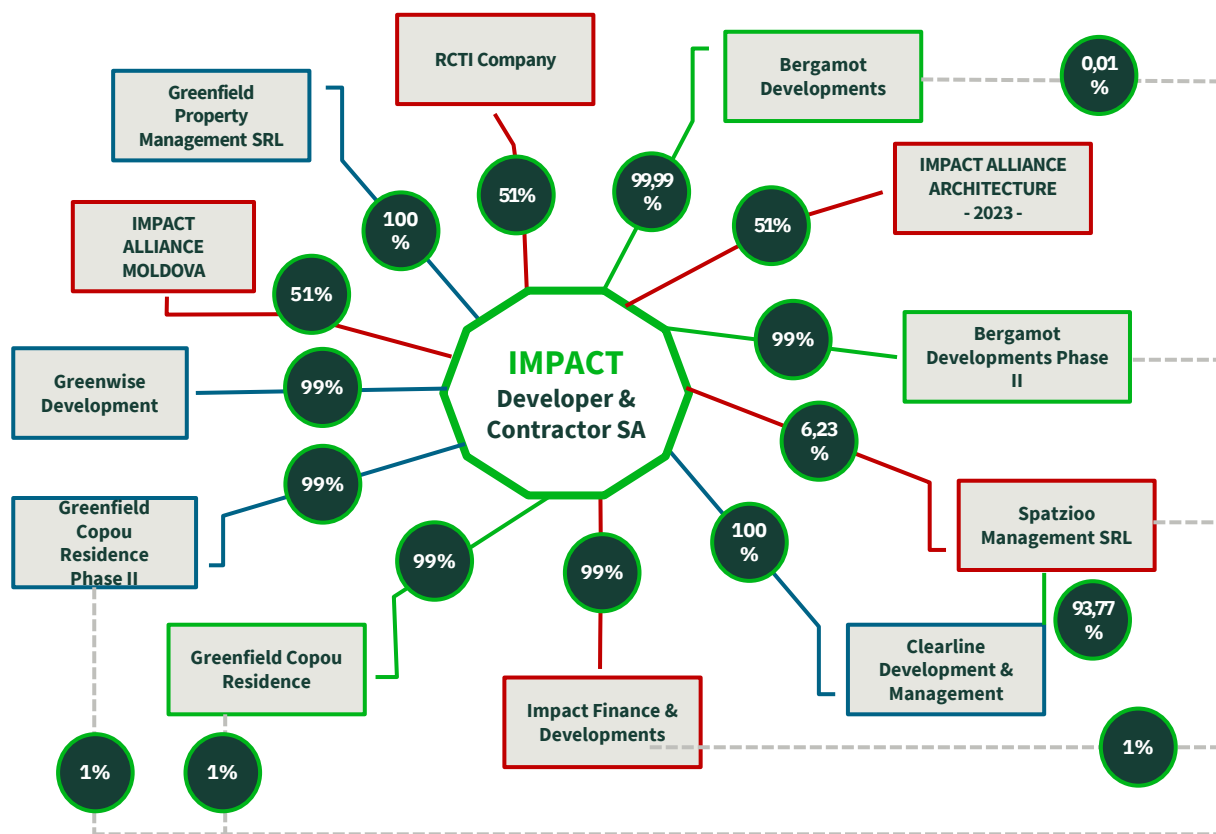 RCTI Company
Bergamot
Developments
0,01
%
Greenfield
Property
Management SRL
IMPACT ALLIANCE
ARCHITECTURE
- 2023 -
51%
99,99
%
51%
100
%
IMPACT
ALLIANCE
MOLDOVA
51%
99%
Bergamot
Developments Phase
II
IMPACT
Developer &
Contractor SA
Greenwise
Development
99%
6,23
%
99%
Greenfield
Copou
Residence
Phase II
Spatzioo
Management SRL
100
%
99%
99%
93,77
%
Greenfield Copou
Residence
Clearline
Development &
Management
Impact Finance &
Developments
1%
1%
1%